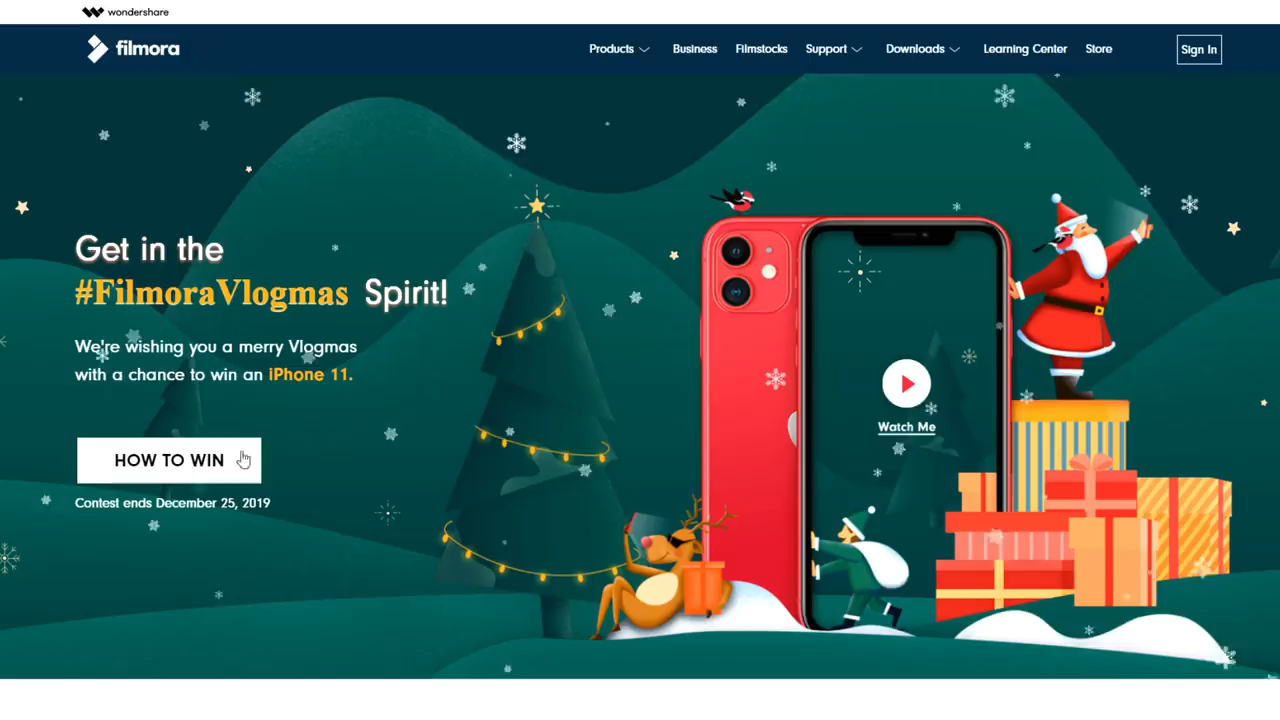 wondershare
filmora
Products
Business
Filmstocks
Support
Downloads
Learning Center
Store
Sign In
Get in the
#FilmoraVlogmas Spirit!
We're wishing you a merry Vlogmas
with a chance to win an iPhone 11.
HOW TO WIN
Contest ends December 25, 2019
Watch Me